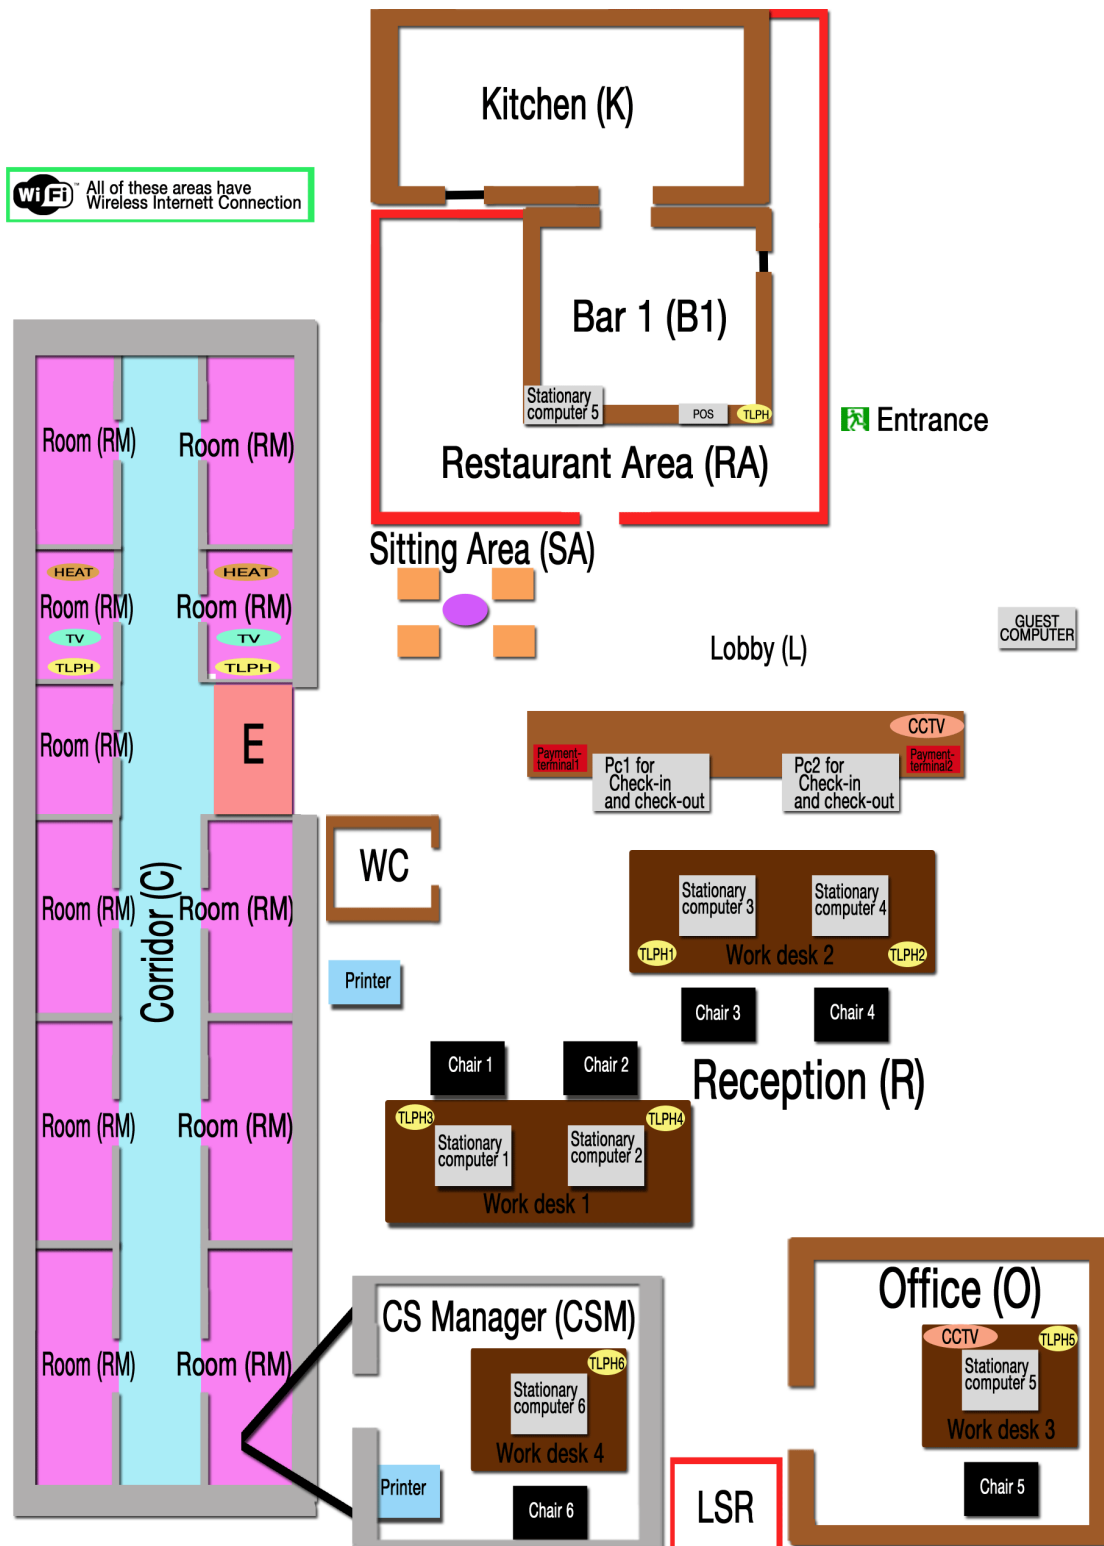 Kitchen (K)
WiFi™
All of these areas have
Wireless Internett Connection
Bar 1 (B1)
Stationary
computer 5
POS
TLPH
Entrance
Restaurant Area (RA)
Sitting Area (SA)
Lobby (L)
GUEST
COMPUTER
Room (RM)
Room (RM)
HEAT
HEAT
Room (RM)
Room (RM)
TV
TV
TLPH
TLPH
Room (RM)
E
CCTV
Payment-
terminal1
Pc1 for
Check-in
and check-out
Pc2 for
Check-in
and check-out
Payment-
terminal2
WC
Corridor (C)
Room (RM)
Room (RM)
Stationary
computer 3
Stationary
computer 4
TLPH1
Work desk 2
TLPH2
Printer
Chair 3
Chair 4
Chair 1
Chair 2
Reception (R)
Room (RM)
Room (RM)
TLPH3
TLPH4
Stationary
computer 1
Stationary
computer 2
Work desk 1
Room (RM)
Room (RM)
CS Manager (CSM)
TLPH6
Stationary
computer 6
Work desk 4
Printer
Chair 6
LSR
Office (O)
CCTV
TLPH5
Stationary
computer 5
Work desk 3
Chair 5